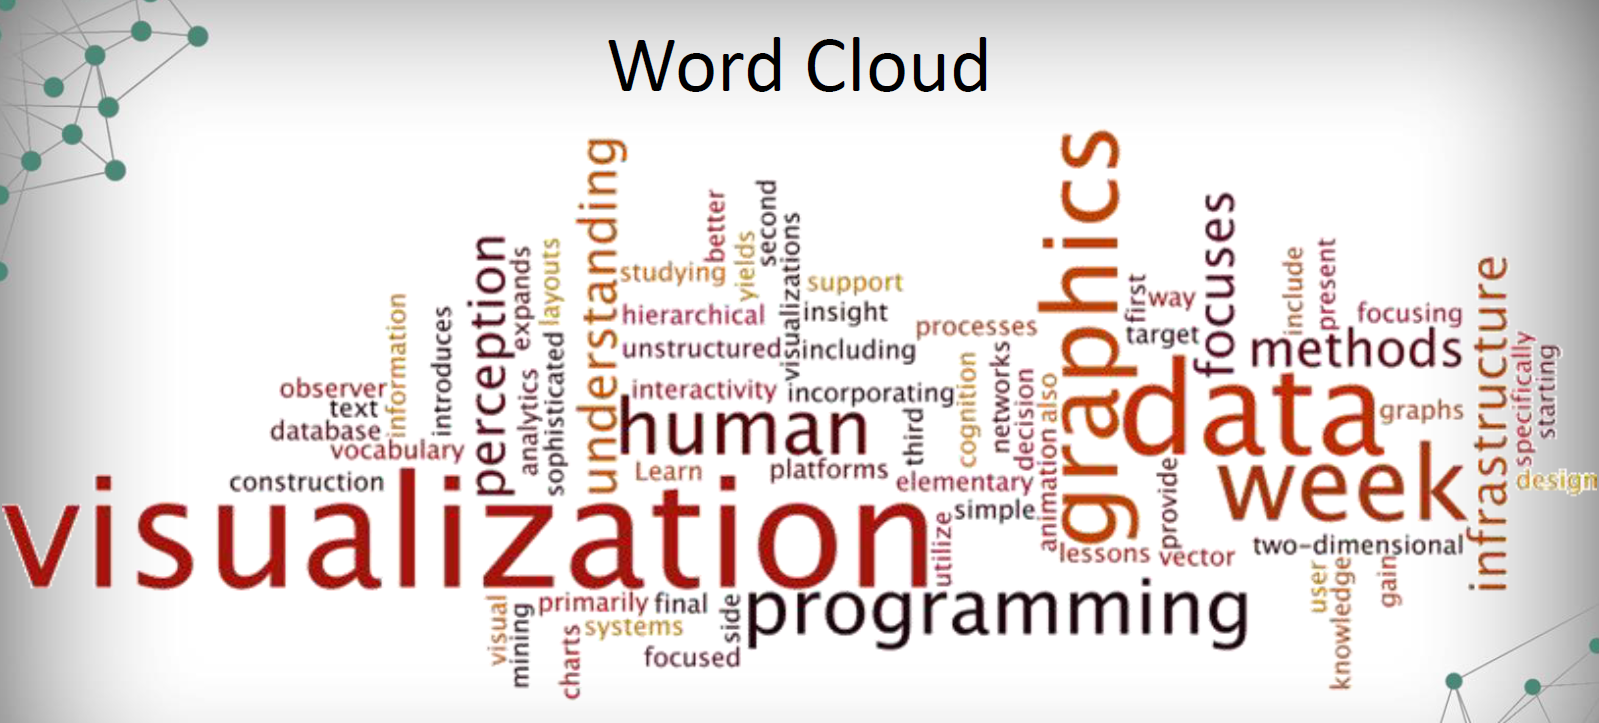 Word Cloud
understanding
graphics
better
second
yields
visualizations
studying
support
hierarchical
insight
unstructured
including
processes
interactivity
incorporating
perception
expands
layouts
information
introduces
analytics
sophisticated
observer
text
database
vocabulary
construction
human
Learn
platforms
third
cognition
networks
decision
also
animation
elementary
simple
first
way
target
focuses
include
present
focusing
methods
infrastructure
specifically
starting
data
graphs
week
design
provide
two-dimensional
lessons
vector
visualization
utilize
programming
user
knowledge
gain
visual
mining
primarily
final
side
systems
charts
focused